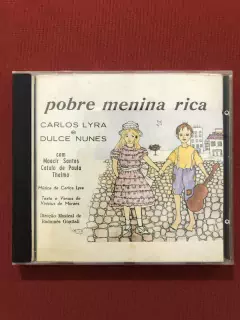 pobre menina rica
CARLOS LYRA
e
DULCE NUNES
com
Moacir Santos
Catulo de Paula
Thelma
Música de Carlos Lyra
Texto e Versos de
Vinicius de Moraes
Direção Musical de
Radamés Gnattali